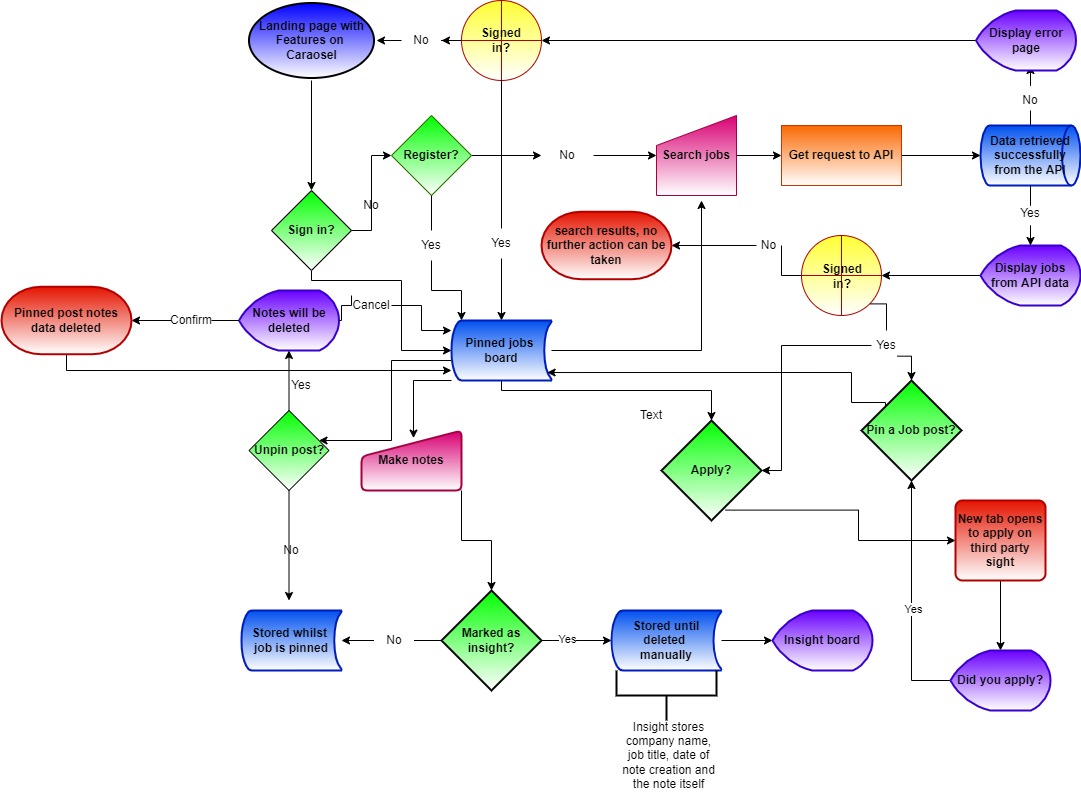 Landing page with
Features on
Caraosel
No
Signed
in?
Display error
page
No
Register?
No
Search jobs
Get request to API
Data retrieved
successfully
from the API
No
Sign in?
Yes
Yes
search results, no
further action can be
taken
No
Signed
in?
Yes
Display jobs
from API data
Pinned post notes
data deleted
Confirm
Notes will be
deleted
Cancel
Pinned jobs
board
Yes
Yes
Unpin post?
Make notes
Text
Apply?
Pin a Job post?
New tab opens
to apply on
third party
sight
No
Yes
Stored whilst
job is pinned
No
Marked as
insight?
Yes
Stored until
deleted
manually
Insight board
Did you apply?
Insight stores
company name,
job title, date of
note creation and
the note itself